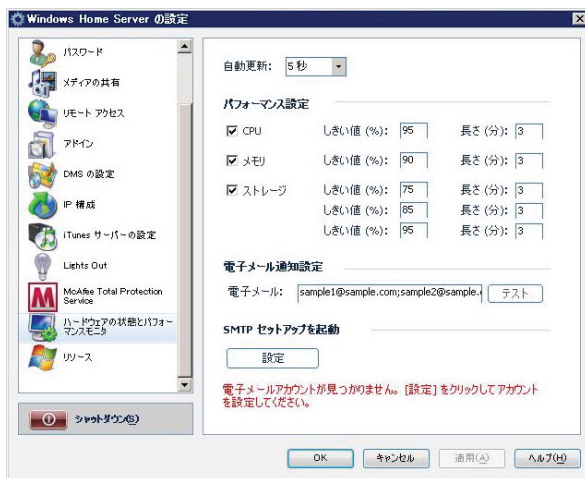 Windows Home Server の設定
パスワード
メディアの共有
リモート アクセス
アドイン
DMS の設定
IP 構成
iTunes サーバーの設定
Lights Out
McAfee Total Protection
Service
ハードウェアの状態とパフォー
マンスモニタ
リソース
シャットダウン(S)
自動更新: 5 秒
パフォーマンス設定
CPU しきい値 (%): 95 長さ (分): 3
メモリ しきい値 (%): 90 長さ (分): 3
ストレージ しきい値 (%): 75 長さ (分): 3
しきい値 (%): 85 長さ (分): 3
しきい値 (%): 95 長さ (分): 3
電子メール通知設定
電子メール: sample1@sample.com;sample2@sample. テスト
SMTP セットアップを起動
設定
電子メールアカウントが見つかりません。[設定] をクリックしてアカウント
を設定してください。
OK キャンセル 適用(A) ヘルプ(H)